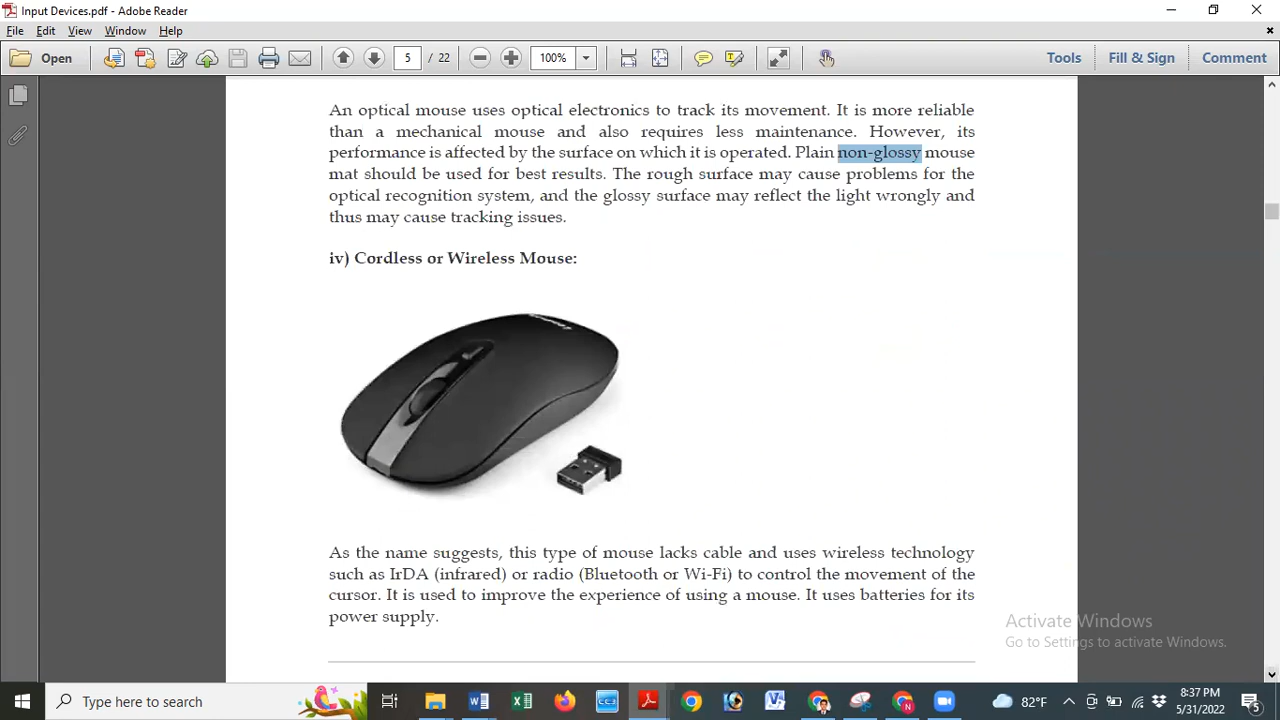 Input Devices.pdf - Adobe Reader
File Edit View Window Help
Open 5 / 22 100% Tools Fill & Sign Comment
An optical mouse uses optical electronics to track its movement. It is more reliable
than a mechanical mouse and also requires less maintenance. However, its
performance is affected by the surface on which it is operated. Plain non-glossy mouse
mat should be used for best results. The rough surface may cause problems for the
optical recognition system, and the glossy surface may reflect the light wrongly and
thus may cause tracking issues.
iv) Cordless or Wireless Mouse:
As the name suggests, this type of mouse lacks cable and uses wireless technology
such as IrDA (infrared) or radio (Bluetooth or Wi-Fi) to control the movement of the
cursor. It is used to improve the experience of using a mouse. It uses batteries for its
power supply.
Activate Windows
Go to Settings to activate Windows.
Type here to search
82°F
8:37 PM
5/31/2022
5